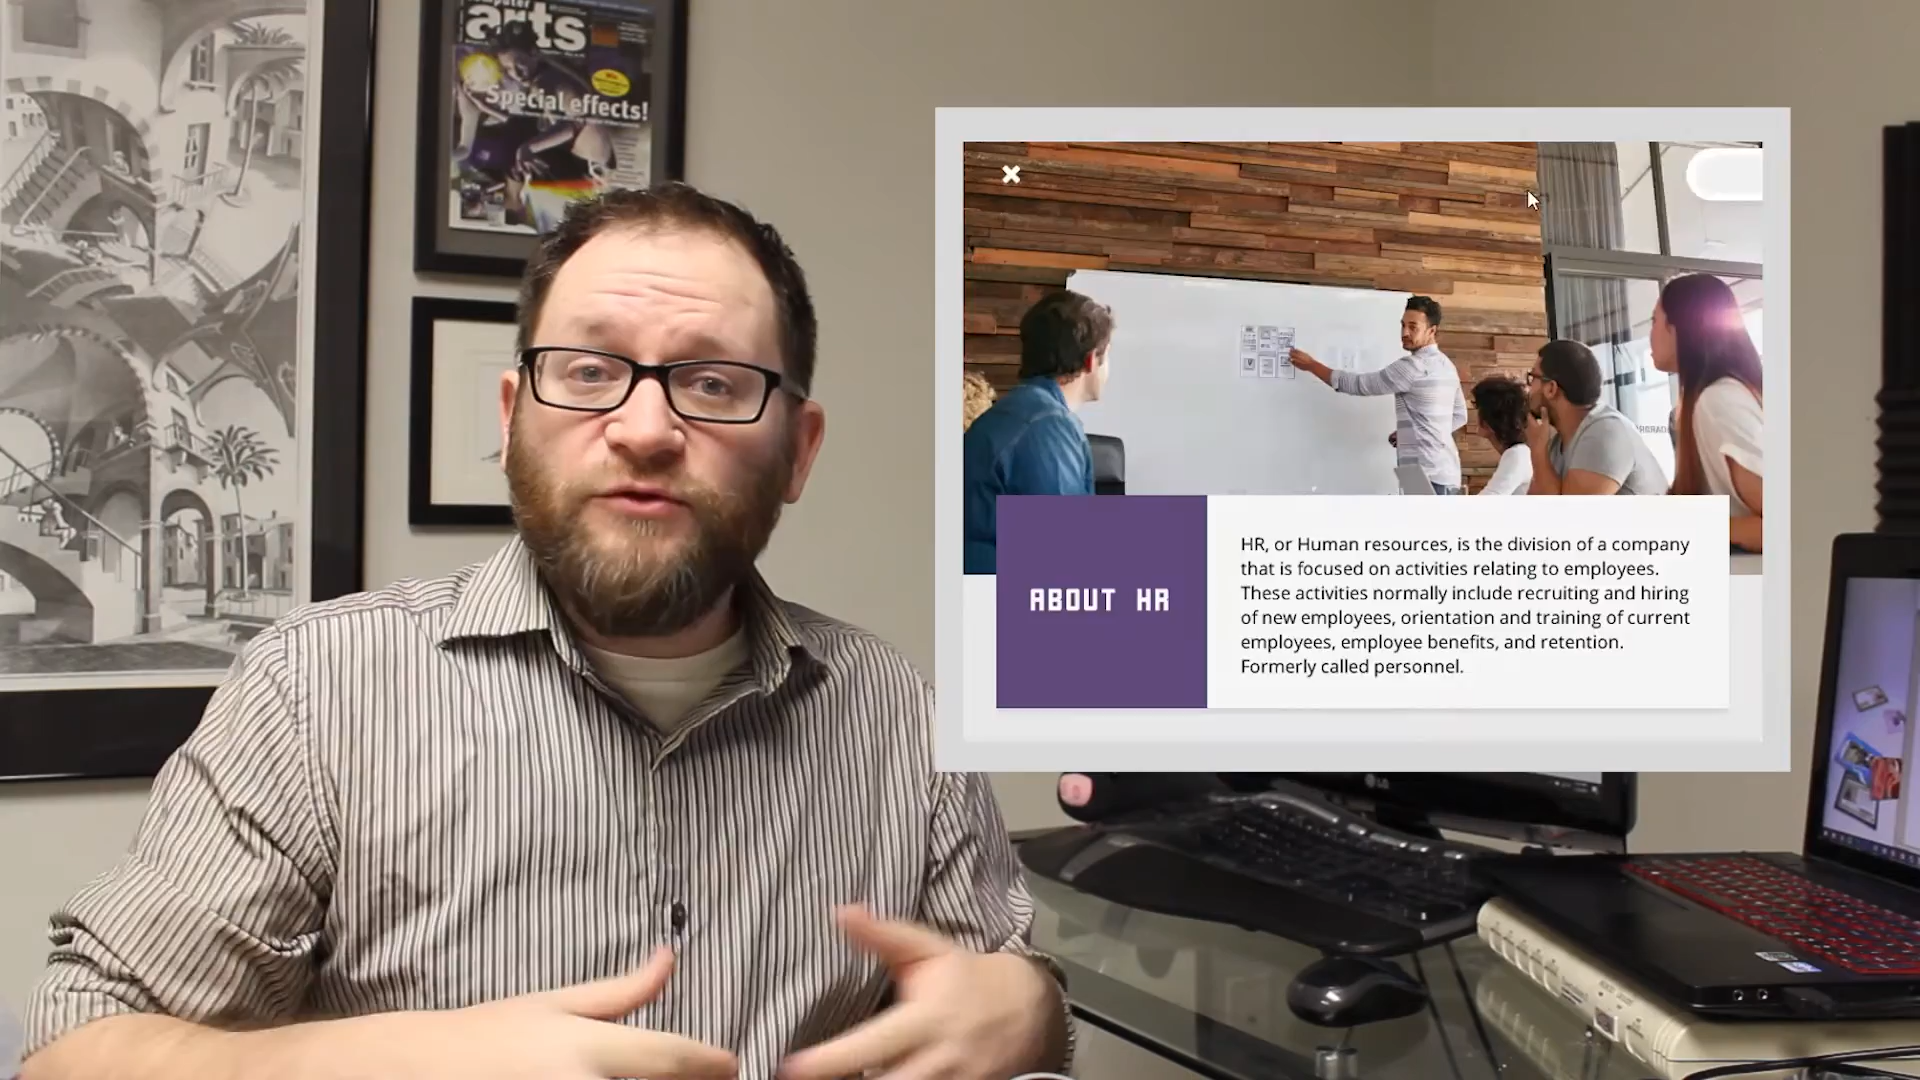 arts
Special effects!
ABOUT HR
HR, or Human resources, is the division of a company
that is focused on activities relating to employees.
These activities normally include recruiting and hiring
of new employees, orientation and training of current
employees, employee benefits, and retention.
Formerly called personnel.
LG